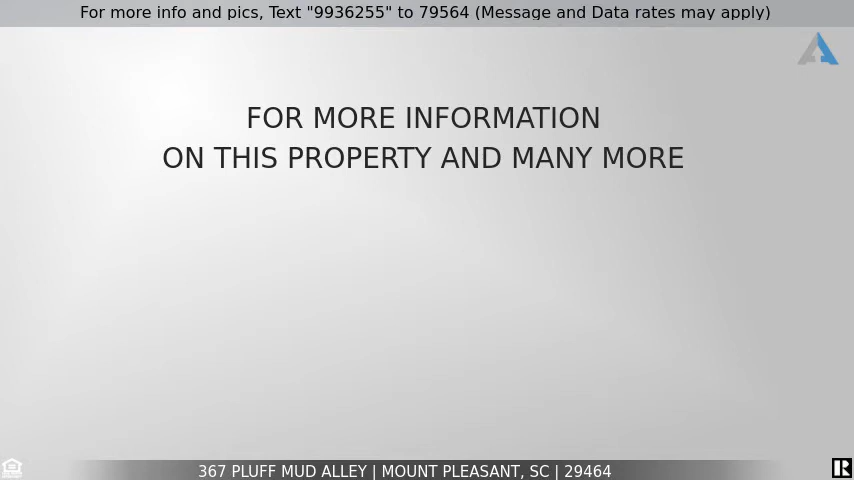 For more info and pics, Text "9936255" to 79564 (Message and Data rates may apply)
FOR MORE INFORMATION
ON THIS PROPERTY AND MANY MORE
367 PLUFF MUD ALLEY | MOUNT PLEASANT, SC | 29464